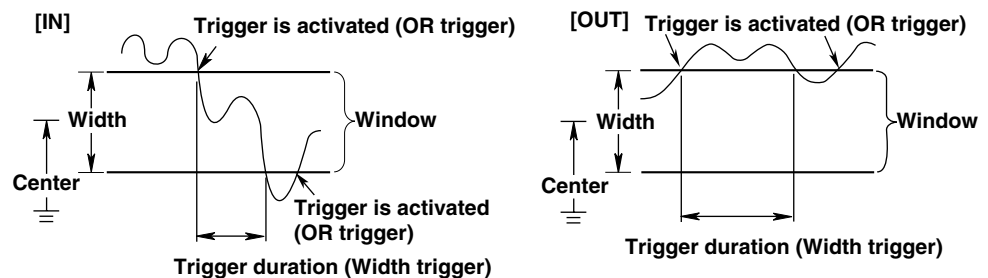 [IN]
Trigger is activated (OR trigger)
Width
Window
Center
Trigger is activated
(OR trigger)
Trigger duration (Width trigger)
[OUT]
Trigger is activated (OR trigger)
Width
Window
Center
Trigger duration (Width trigger)